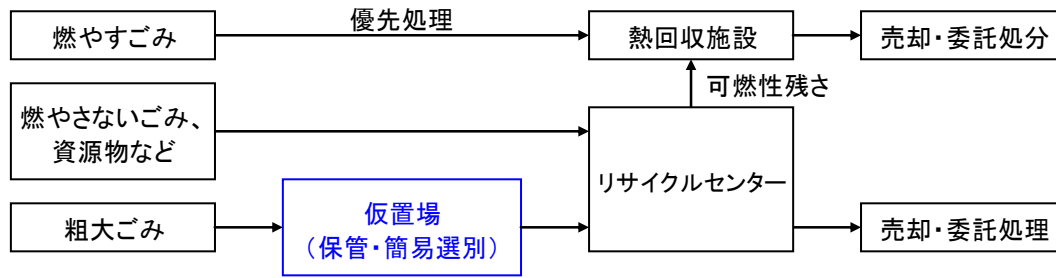 燃やすごみ
優先処理
熱回収施設
売却・委託処分
可燃性残さ
燃やさないごみ、
資源物など
リサイクルセンター
粗大ごみ
仮置場
（保管・簡易選別）
売却・委託処理